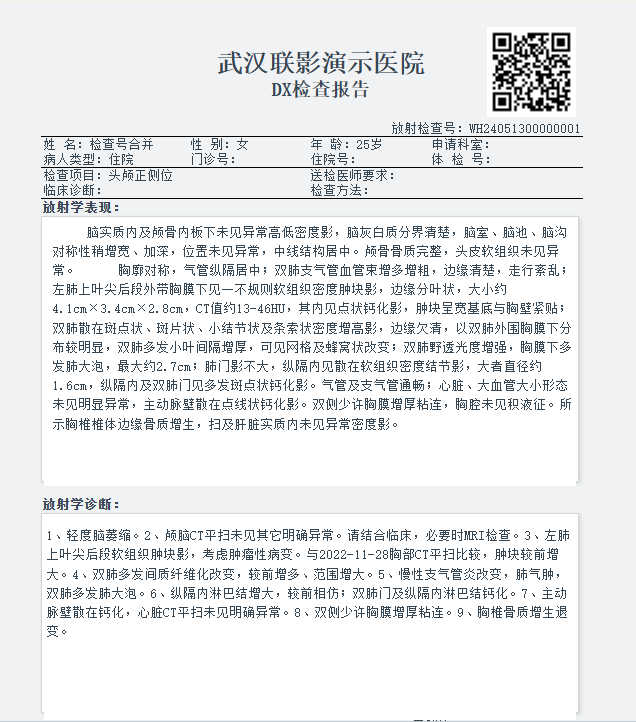 武汉联影演示医院
DX检查报告
放射检查号: WH24051300000001
姓 名: 检查号合并 性 别: 女 年 龄: 25岁 申请科室:
病人类型: 住院 门诊号: 住院号: 体 检 号:
检查项目: 头颅正侧位 送检医师要求:
临床诊断: 检查方法:
放射学表现:
脑实质内及颅骨内板下未见异常高低密度影，脑灰白质分界清楚，脑室、脑池、脑沟
对称性稍增宽、加深，位置未见异常，中线结构居中。颅骨骨质完整，头皮软组织未见异
常。 胸廓对称，气管纵隔居中；双肺支气管血管束增多增粗，边缘清楚，走行紊乱；
左肺上叶尖后段外带胸膜下见一不规则软组织密度肿块影，边缘分叶状，大小约
4.1cm×3.4cm×2.8cm，CT值约13-46HU，其内见点状钙化影，肿块呈宽基底与胸壁紧贴；
双肺散在斑点状、斑片状、小结节状及条索状密度增高影，边缘欠清，以双肺外围胸膜下分
布较明显，双肺多发小叶间隔增厚，可见网格及蜂窝状改变；双肺野透光度增强，胸膜下多
发肺大泡，最大约2.7cm；肺门影不大，纵隔内见散在软组织密度结节影，大者直径约
1.6cm，纵隔内及双肺门见多发斑点状钙化影。气管及支气管通畅；心脏、大血管大小形态
未见明显异常，主动脉壁散在点线状钙化影。双侧少许胸膜增厚粘连，胸腔未见积液征。所
示胸椎椎体边缘骨质增生，扫及肝脏实质内未见异常密度影。
放射学诊断:
1、轻度脑萎缩。2、颅脑CT平扫未见其它明确异常。请结合临床，必要时MRI检查。3、左肺
上叶尖后段软组织肿块影，考虑肿瘤性病变。与2022-11-28胸部CT平扫比较，肿块较前增
大。4、双肺多发间质纤维化改变，较前增多、范围增大。5、慢性支气管炎改变，肺气肿，
双肺多发肺大泡。6、纵隔内淋巴结增大，较前相仿；双肺门及纵隔内淋巴结钙化。7、主动
脉壁散在钙化，心脏CT平扫未见明确异常。8、双侧少许胸膜增厚粘连。9、胸椎骨质增生退
变。